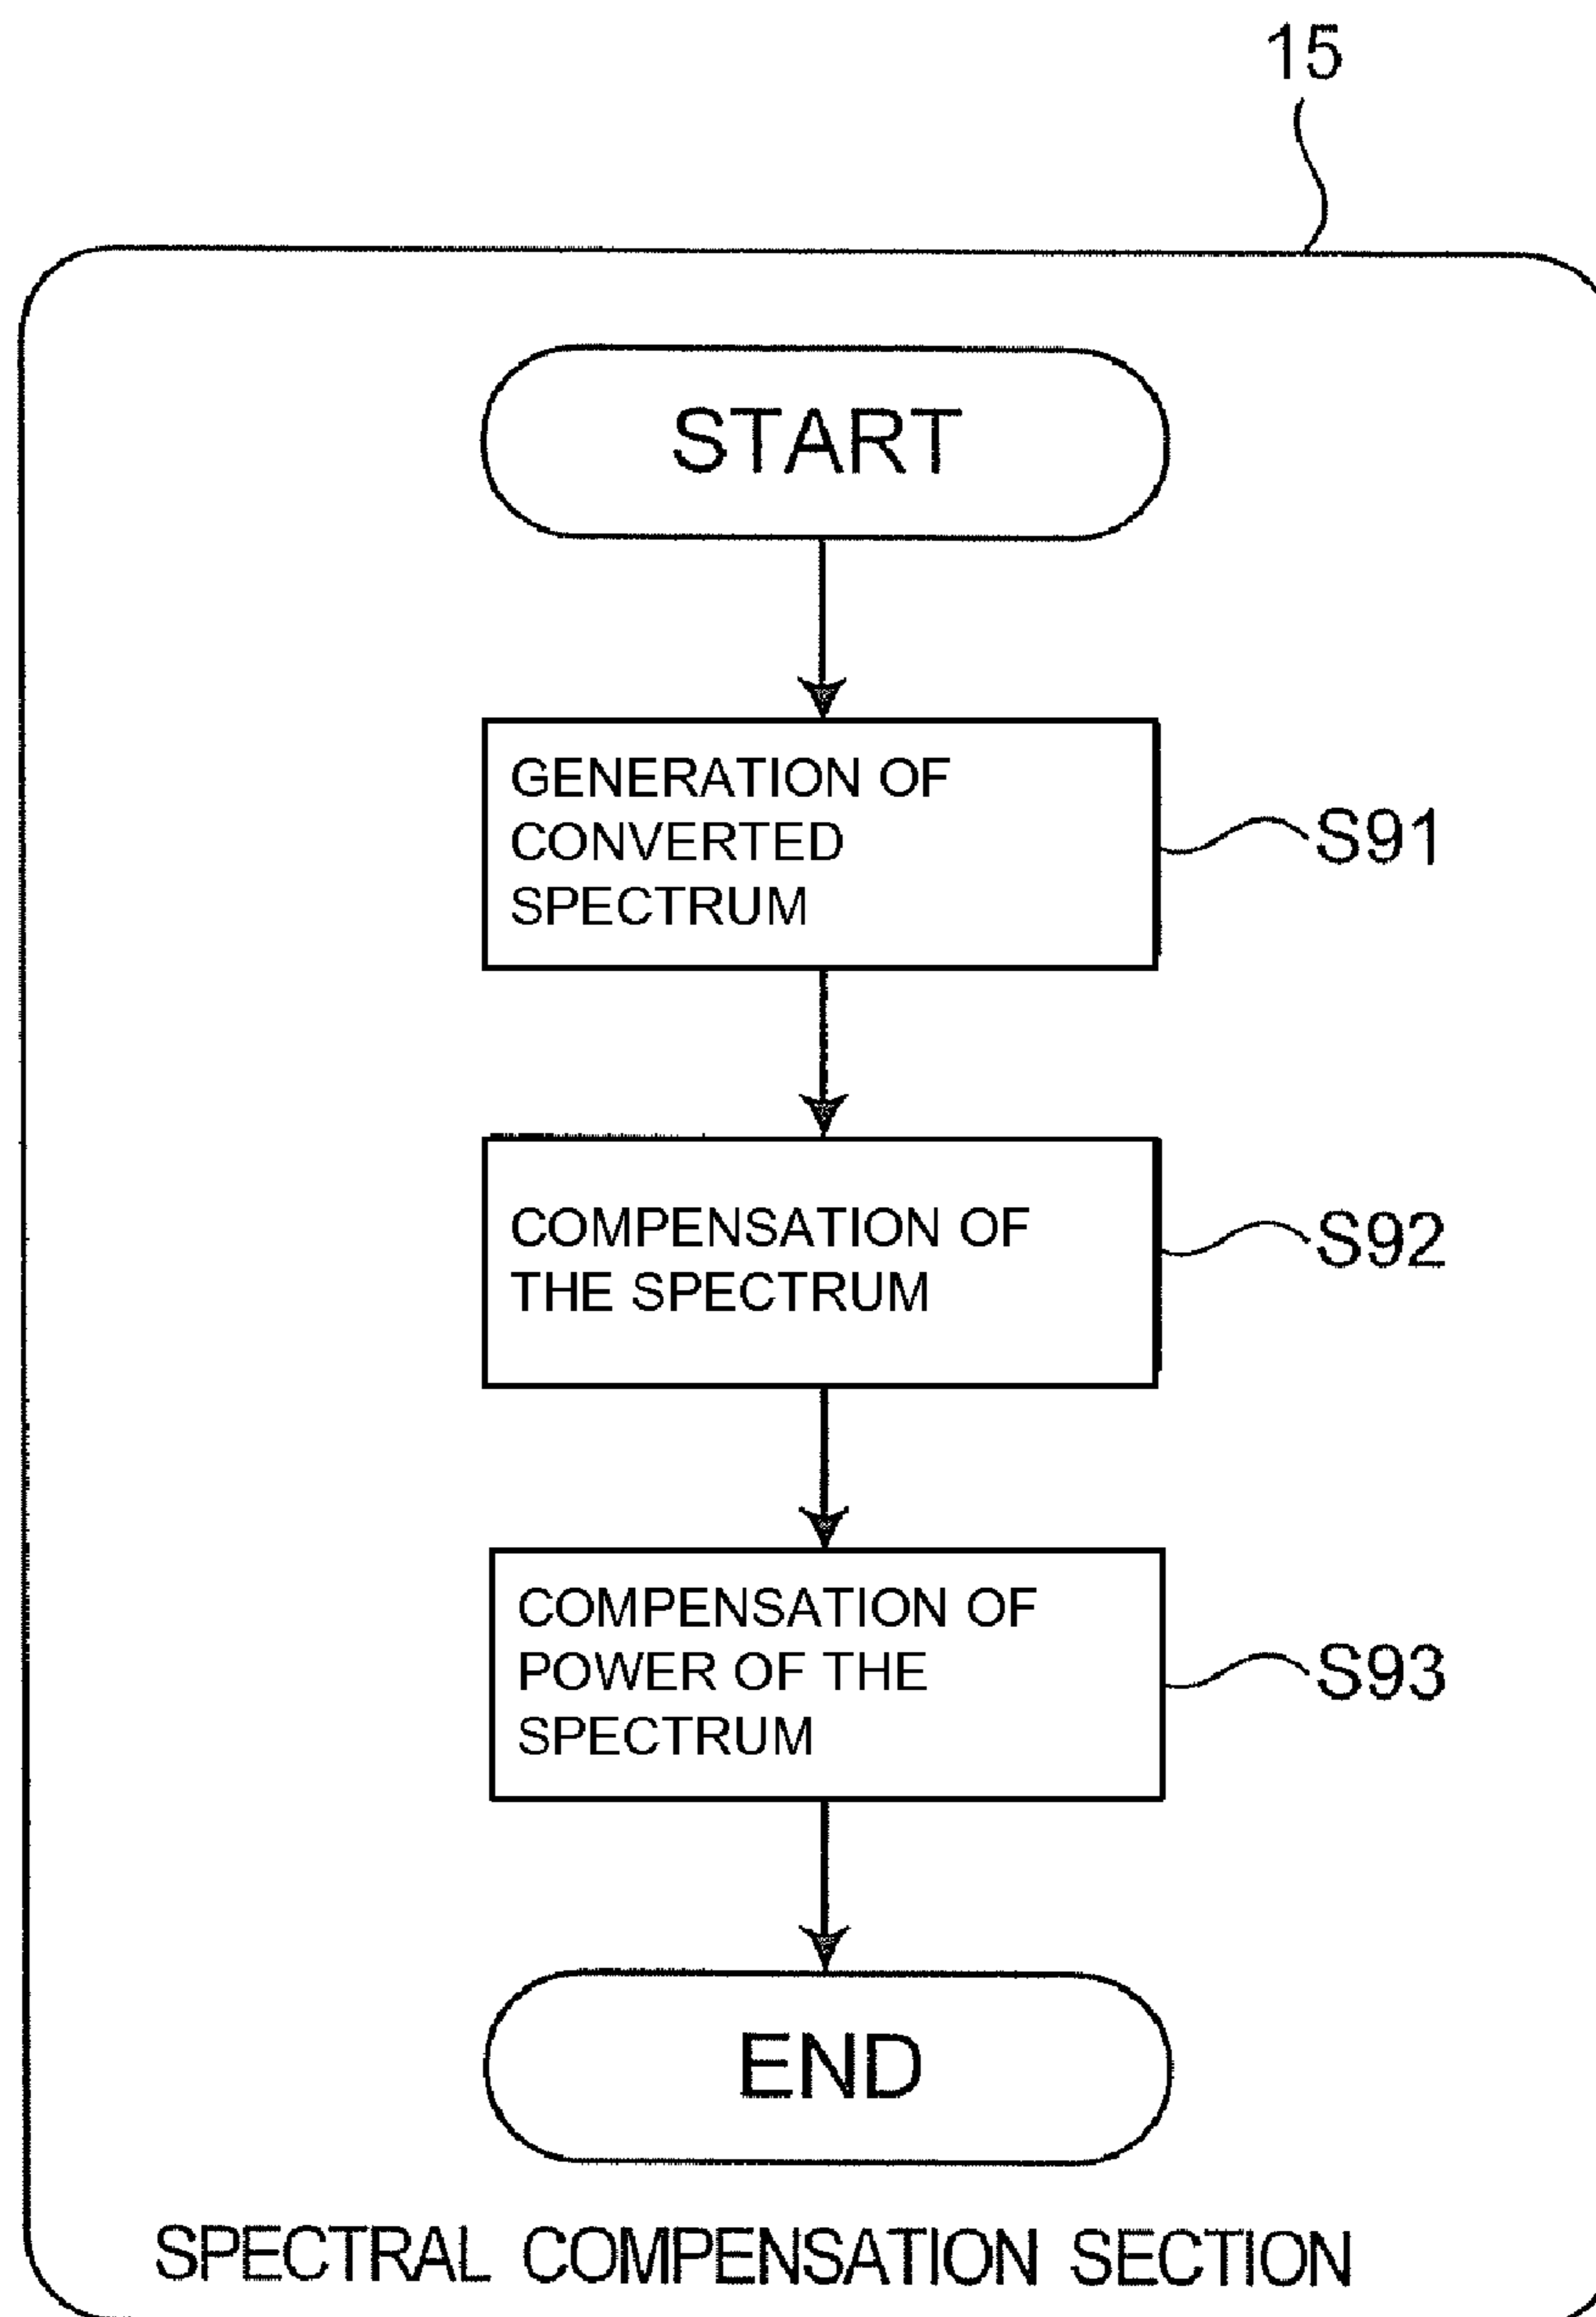 15
START
GENERATION OF
CONVERTED
SPECTRUM
S91
COMPENSATION OF
THE SPECTRUM
S92
COMPENSATION OF
POWER OF THE
SPECTRUM
S93
END
SPECTRAL COMPENSATION SECTION